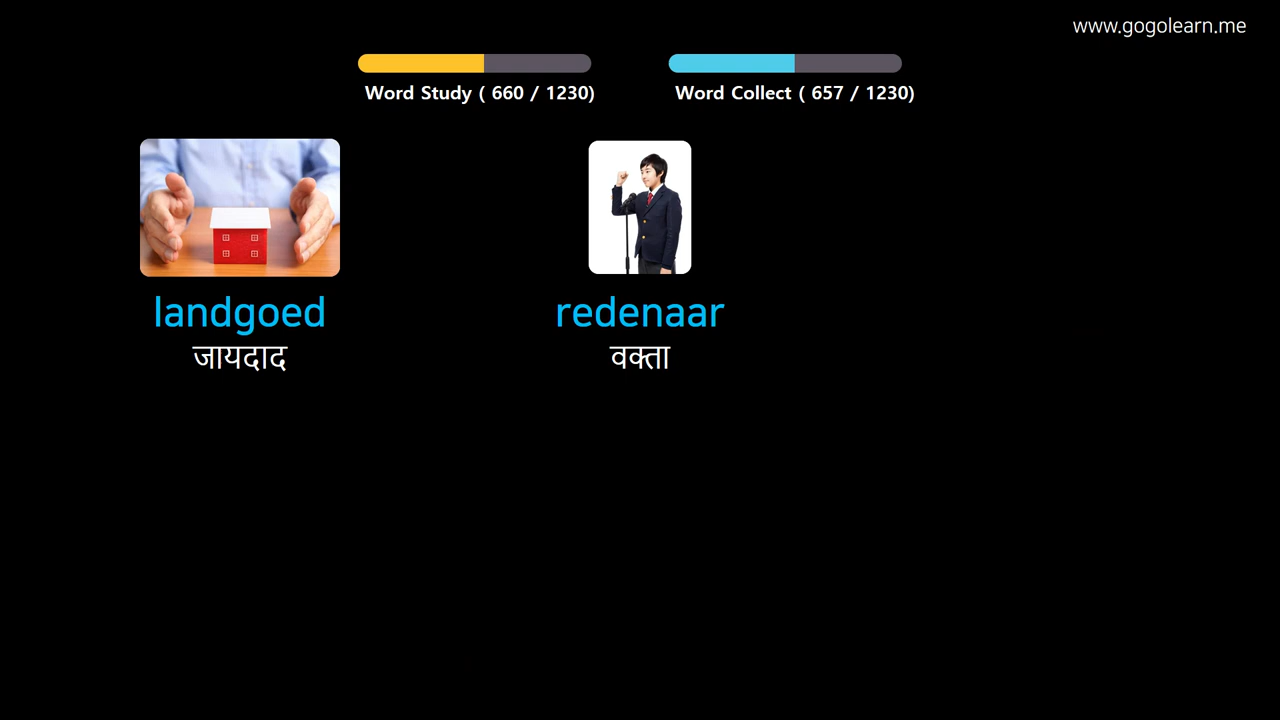 www.gogolearn.me
Word Study ( 660 / 1230)
Word Collect ( 657 / 1230)
landgoed
जायदाद
redenaar
वक्ता